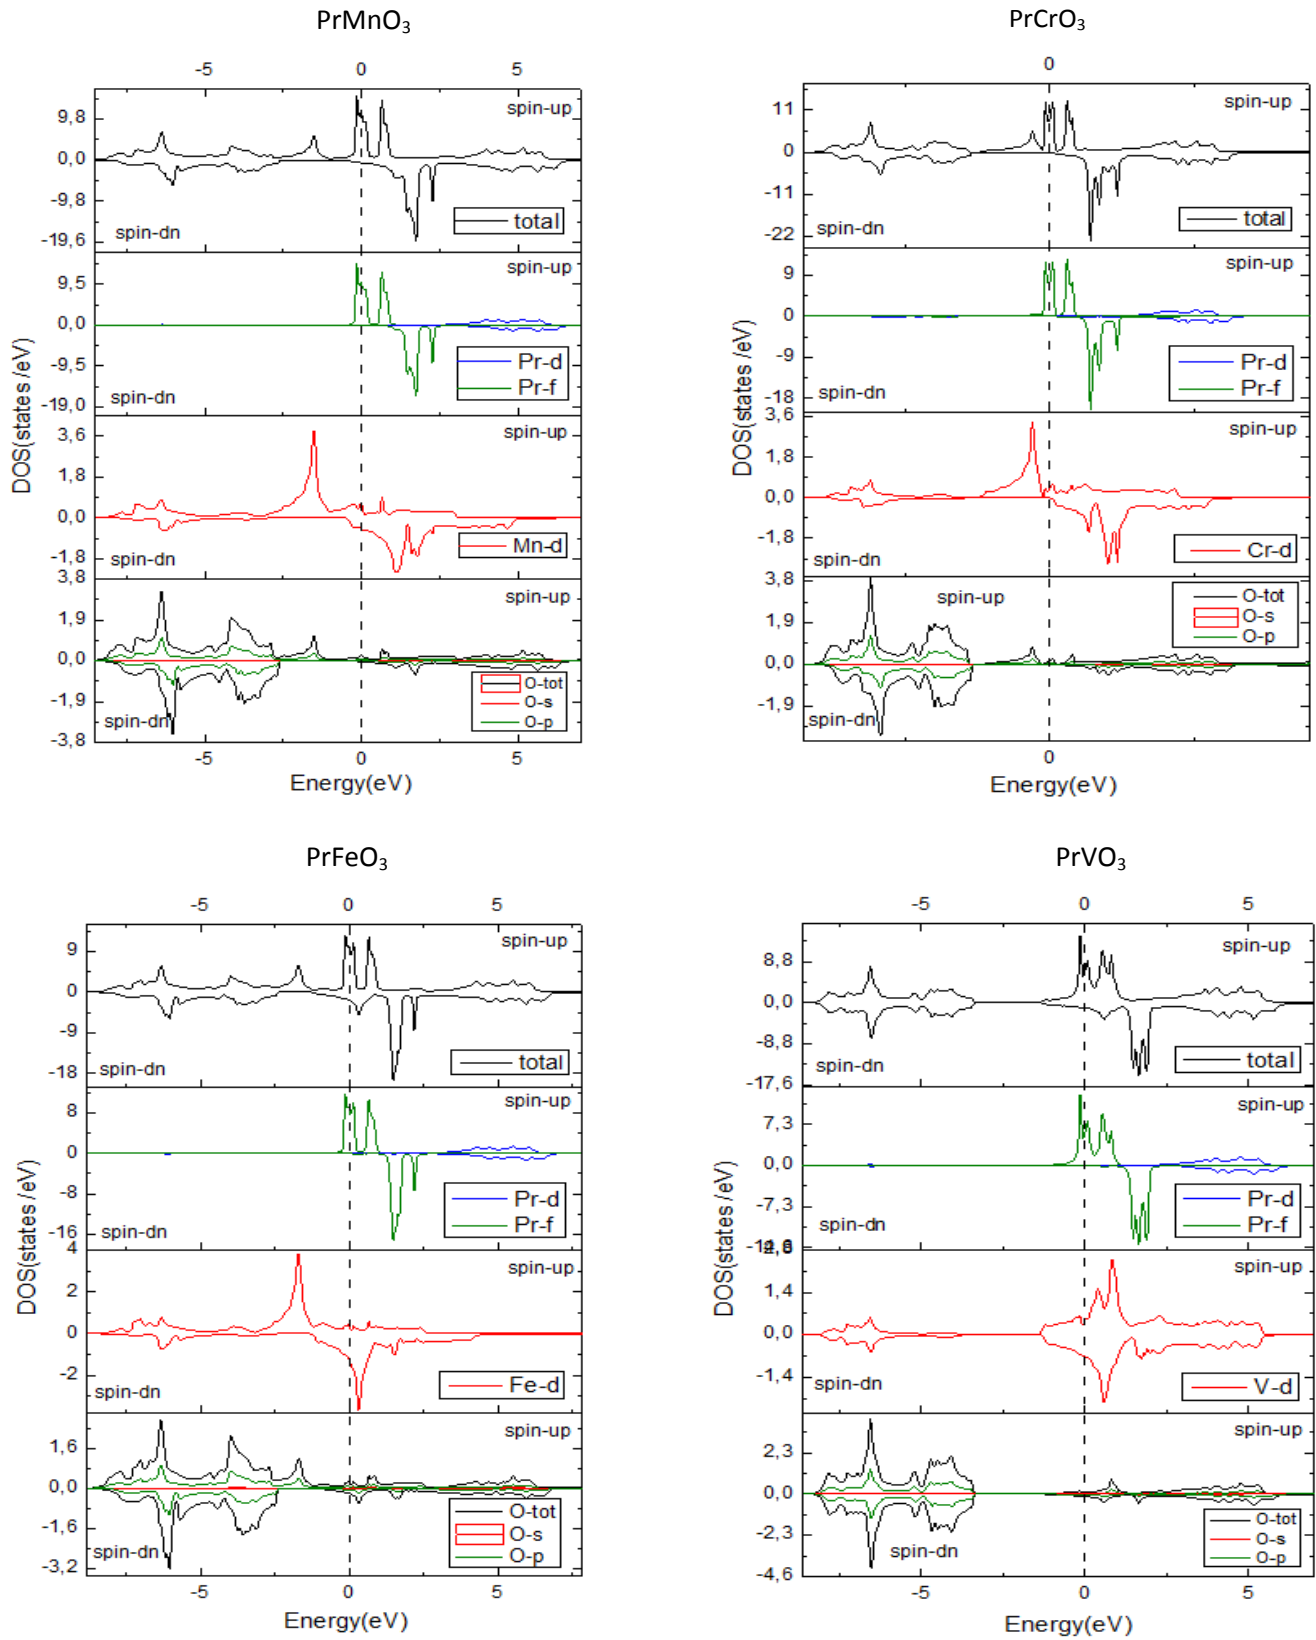 PrMnO3
-5 0 5
spin-up
9,8
0,0
-9,8
-19,6
spin-dn
total
spin-up
9,5
0,0
-9,5
-19,0
spin-dn
Pr-d
Pr-f
DOS(states /eV)
spin-up
3,6
1,8
0,0
-1,8
spin-dn
Mn-d
3,8
spin-up
1,9
0,0
-1,9
-3,8
spin-dn
O-tot
O-s
O-p
-5 0 5
Energy(eV)
PrCrO3
0
spin-up
11
0
-11
-22
spin-dn
total
spin-up
9
0
-9
-18
spin-dn
Pr-d
Pr-f
DOS(states /eV)
3,6
spin-up
1,8
0,0
-1,8
spin-dn
Cr-d
3,8
spin-up
1,9
0,0
-1,9
spin-dn
O-tot
O-s
O-p
0
Energy(eV)
PrFeO3
-5 0 5
spin-up
9
0
-9
-18
spin-dn
total
spin-up
8
0
-8
-16
spin-dn
Pr-d
Pr-f
DOS(states /eV)
4
spin-up
2
0
-2
spin-dn
Fe-d
spin-up
1,6
0,0
-1,6
-3,2
spin-dn
O-tot
O-s
O-p
-5 0 5
Energy(eV)
PrVO3
-5 0 5
spin-up
8,8
0,0
-8,8
-17,6
spin-dn
total
spin-up
7,3
0,0
-7,3
spin-dn
Pr-d
Pr-f
DOS(states /eV)
spin-up
1,4
0,0
-1,4
spin-dn
V-d
spin-up
2,3
0,0
-2,3
-4,6
spin-dn
O-tot
O-s
O-p
-5 0 5
Energy(eV)